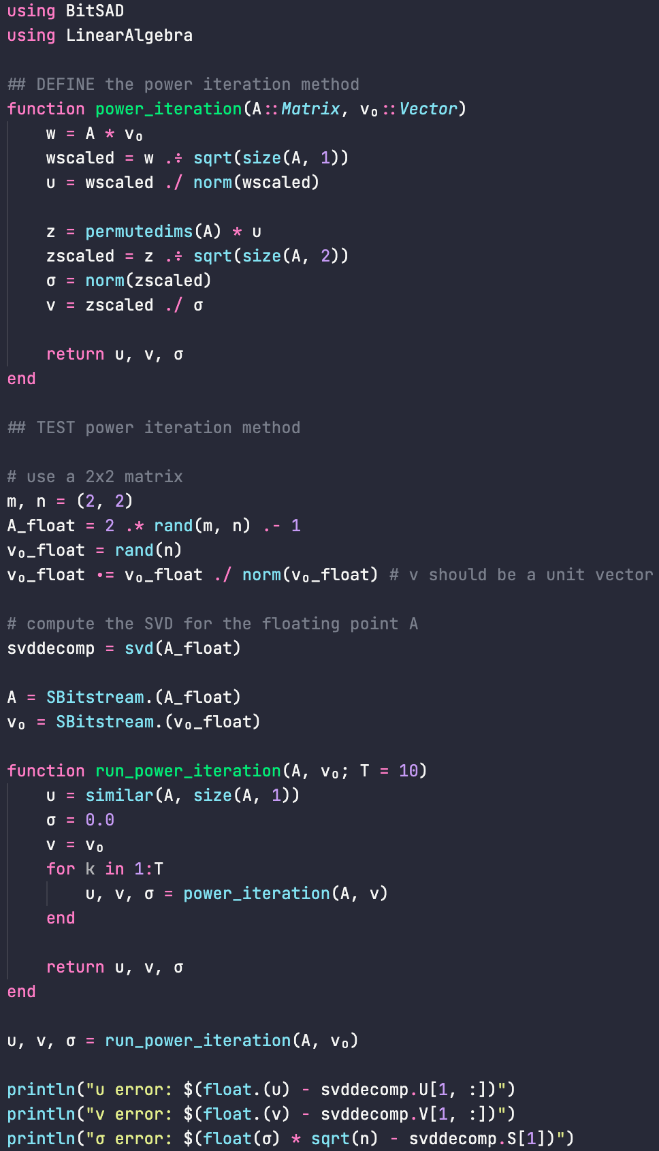 using BitSAD
using LinearAlgebra
## DEFINE the power iteration method
function power_iteration(A::Matrix, v₀::Vector)
w = A * v₀
wscaled = w .÷ sqrt(size(A, 1))
u = wscaled ./ norm(wscaled)
z = permutedims(A) * u
zscaled = z .÷ sqrt(size(A, 2))
σ = norm(zscaled)
v = zscaled ./ σ
return u, v, σ
end
## TEST power iteration method
# use a 2x2 matrix
m, n = (2, 2)
A_float = 2 .* rand(m, n) .- 1
v₀_float = rand(n)
v₀_float .= v₀_float ./ norm(v₀_float) # v should be a unit vector
# compute the SVD for the floating point A
svddecomp = svd(A_float)
A = SBitstream.(A_float)
v₀ = SBitstream.(v₀_float)
function run_power_iteration(A, v₀; T = 10)
u = similar(A, size(A, 1))
σ = 0.0
v = v₀
for k in 1:T
u, v, σ = power_iteration(A, v)
end
return u, v, σ
end
u, v, σ = run_power_iteration(A, v₀)
println("u error: $(float.(u) - svddecomp.U[1, :])")
println("v error: $(float.(v) - svddecomp.V[1, :])")
println("σ error: $(float(σ) * sqrt(n) - svddecomp.S[1])")